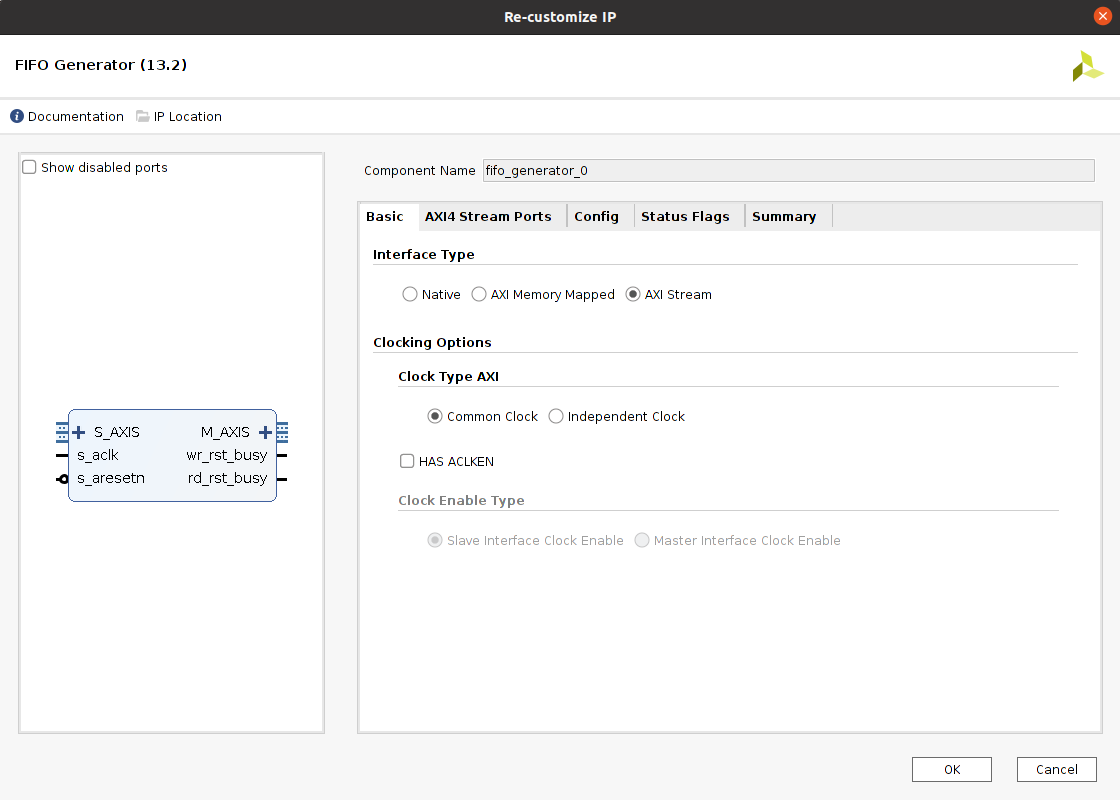 Re-customize IP
FIFO Generator (13.2)
Documentation IP Location
Show disabled ports
S_AXIS M_AXIS
s_aclk wr_rst_busy
s_aresetn rd_rst_busy
Component Name fifo_generator_0
Basic AXI4 Stream Ports Config Status Flags Summary
Interface Type
Native AXI Memory Mapped AXI Stream
Clocking Options
Clock Type AXI
Common Clock Independent Clock
HAS ACLKEN
Clock Enable Type
Slave Interface Clock Enable Master Interface Clock Enable
OK Cancel